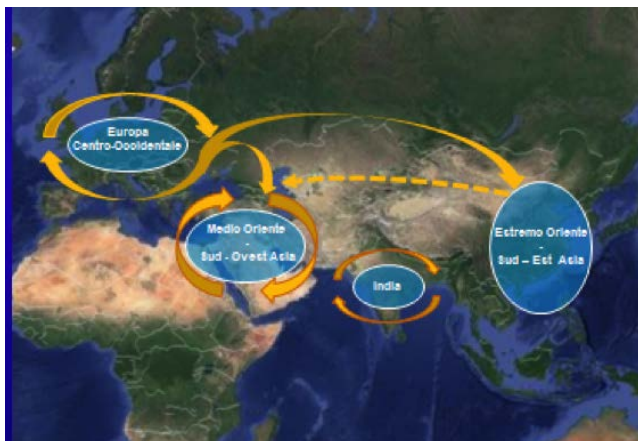 Europa
Centro-Occidentale
Medio Oriente
-
Sud - Ovest Asia
India
Estremo Oriente
-
Sud – Est Asia